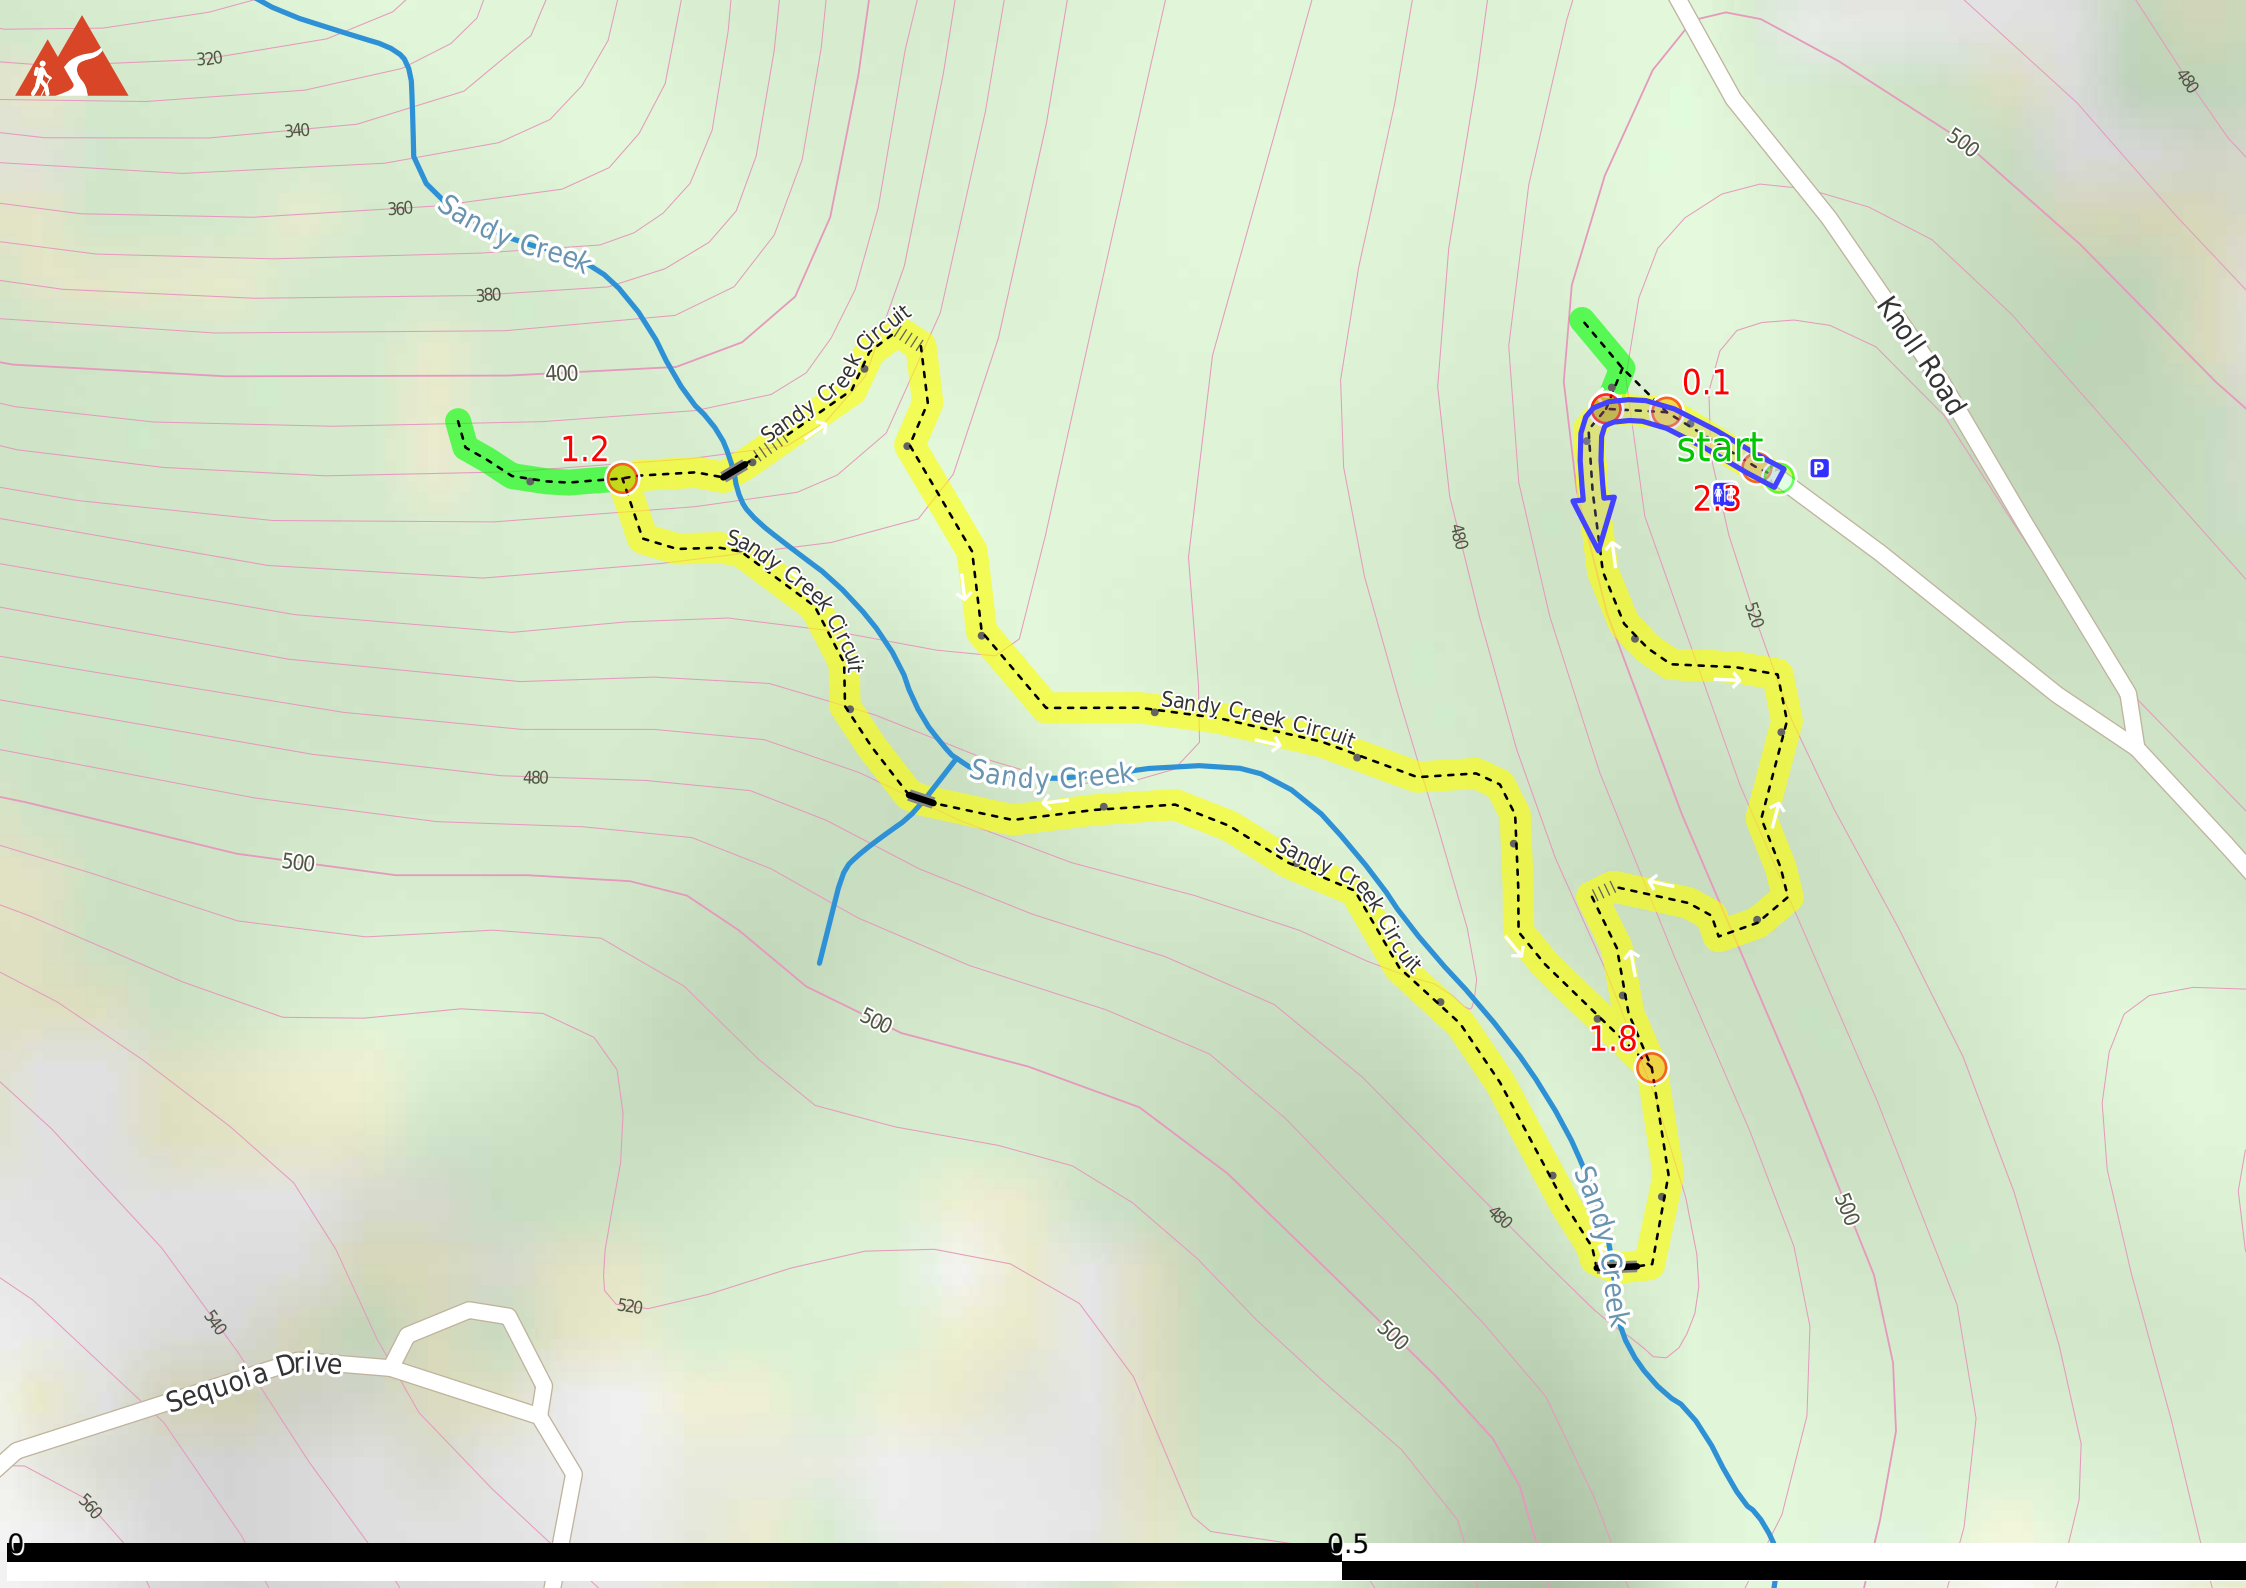 320
340
360
Sandy Creek
380
400
1.2
Sandy Creek Circuit
Sandy Creek Circuit
480
500
500
Sandy Creek
Sandy Creek Circuit
Sandy Creek Circuit
480
Knoll Road
500
480
0.1
start
P
2.3
520
1.8
500
480
Sandy Creek
500
520
540
Sequoia Drive
560
0
0.5